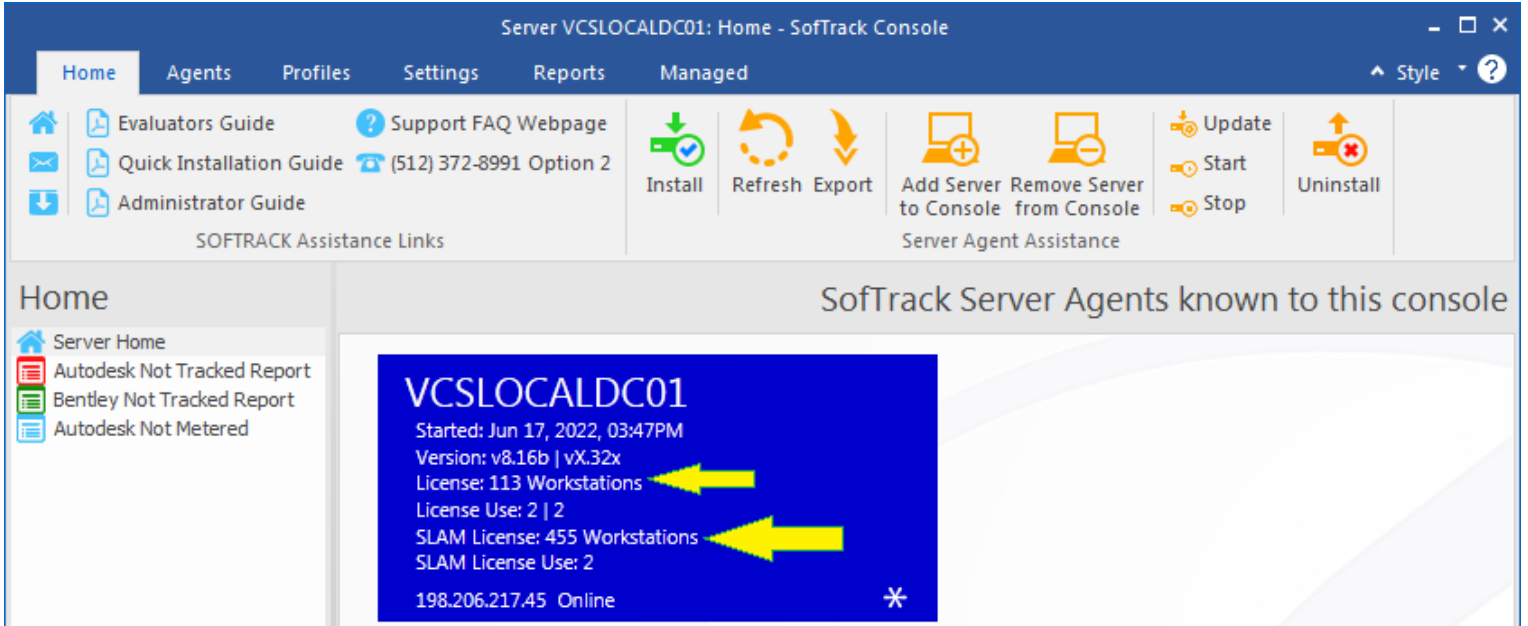 Server VCSLOCALDC01: Home - SofTrack Console
Home Agents Profiles Settings Reports Managed Style ?
Evaluators Guide
Quick Installation Guide
Administrator Guide
? Support FAQ Webpage
(512) 372-8991 Option 2
SOFTRACK Assistance Links
Install
Refresh
Export
Add Server
to Console
Remove Server
from Console
Update
Start
Stop
Uninstall
Server Agent Assistance
Home
Server Home
Autodesk Not Tracked Report
Bentley Not Tracked Report
Autodesk Not Metered
SofTrack Server Agents known to this console
VCSLOCALDC01
Started: Jun 17, 2022, 03:47PM
Version: v8.16b | vX.32x
License: 113 Workstations
License Use: 2 | 2
SLAM License: 455 Workstations
SLAM License Use: 2
198.206.217.45 Online